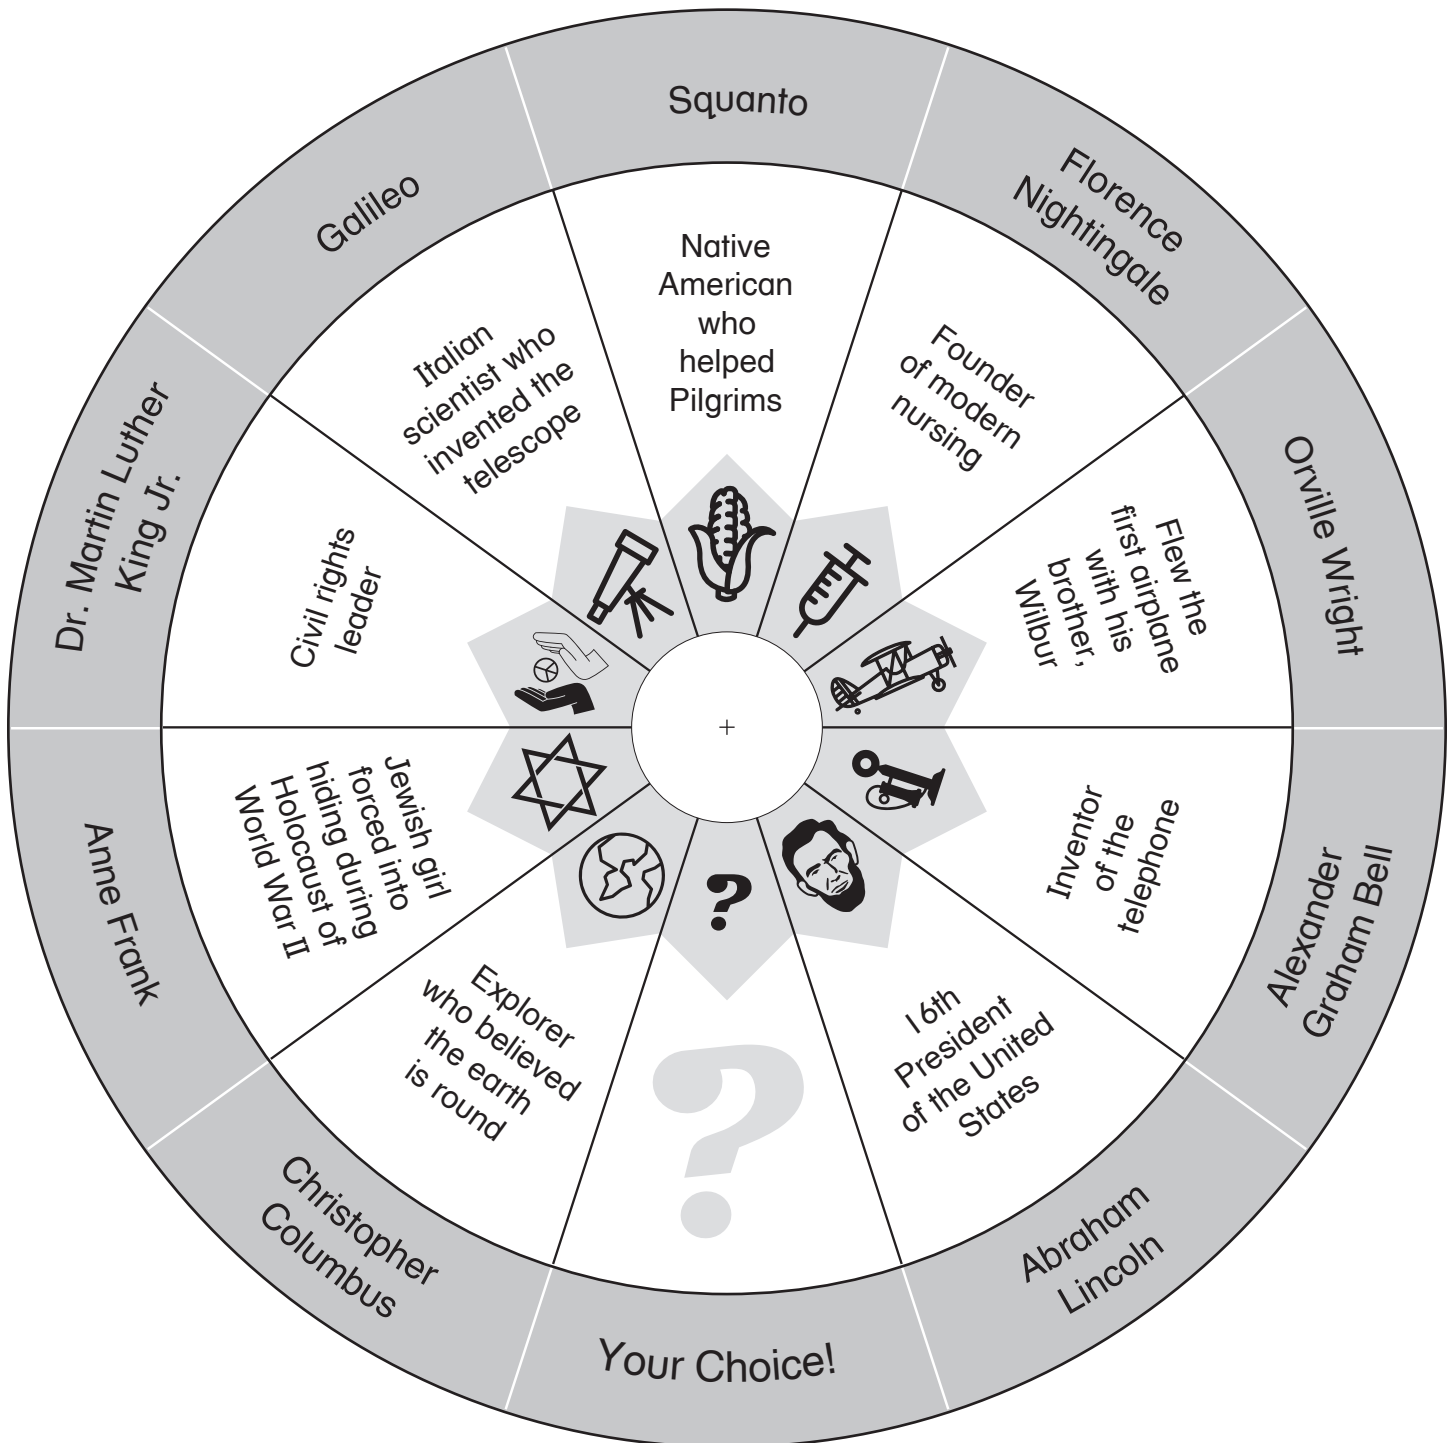 Squanto
Native
American
who
helped
Pilgrims
Florence
Nightingale
Founder
of modern
nursing
Orville Wright
Flew the
first airplane
with his
brother,
Wilbur
Alexander
Graham Bell
Inventor
of the
telephone
Abraham
Lincoln
16th
President
of the United
States
Your Choice!
?
?
Christopher
Columbus
Explorer
who believed
the earth
is round
Anne Frank
Jewish girl
forced into
hiding during
Holocaust of
World War II
Dr. Martin Luther
King Jr.
Civil rights
leader
Galileo
Italian
scientist who
invented the
telescope